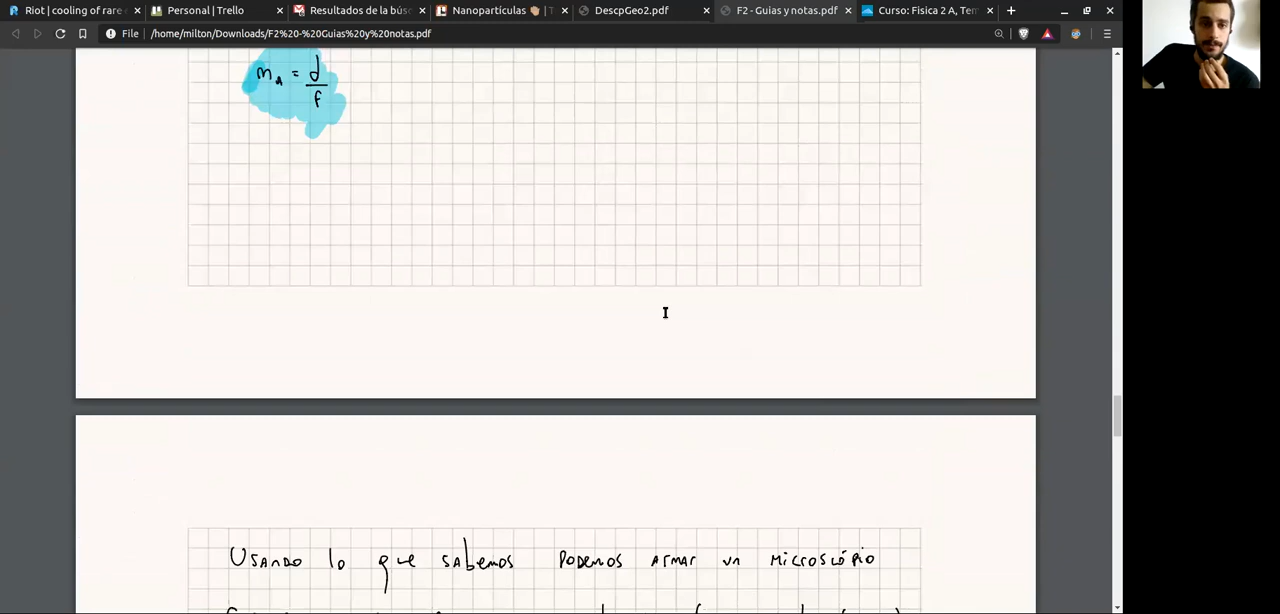 Riot | cooling of rare e
Personal | Trello
Resultados de la búsc
Nanopartículas 👋🏼 | T
DescpGeo2.pdf
F2 - Guias y notas.pdf
Curso: Fisica 2 A, Tem
File
/home/milton/Downloads/F2%20-%20Guias%20y%20notas.pdf
m_A = d/f
Usando lo que sabemos podemos armar un microscópio